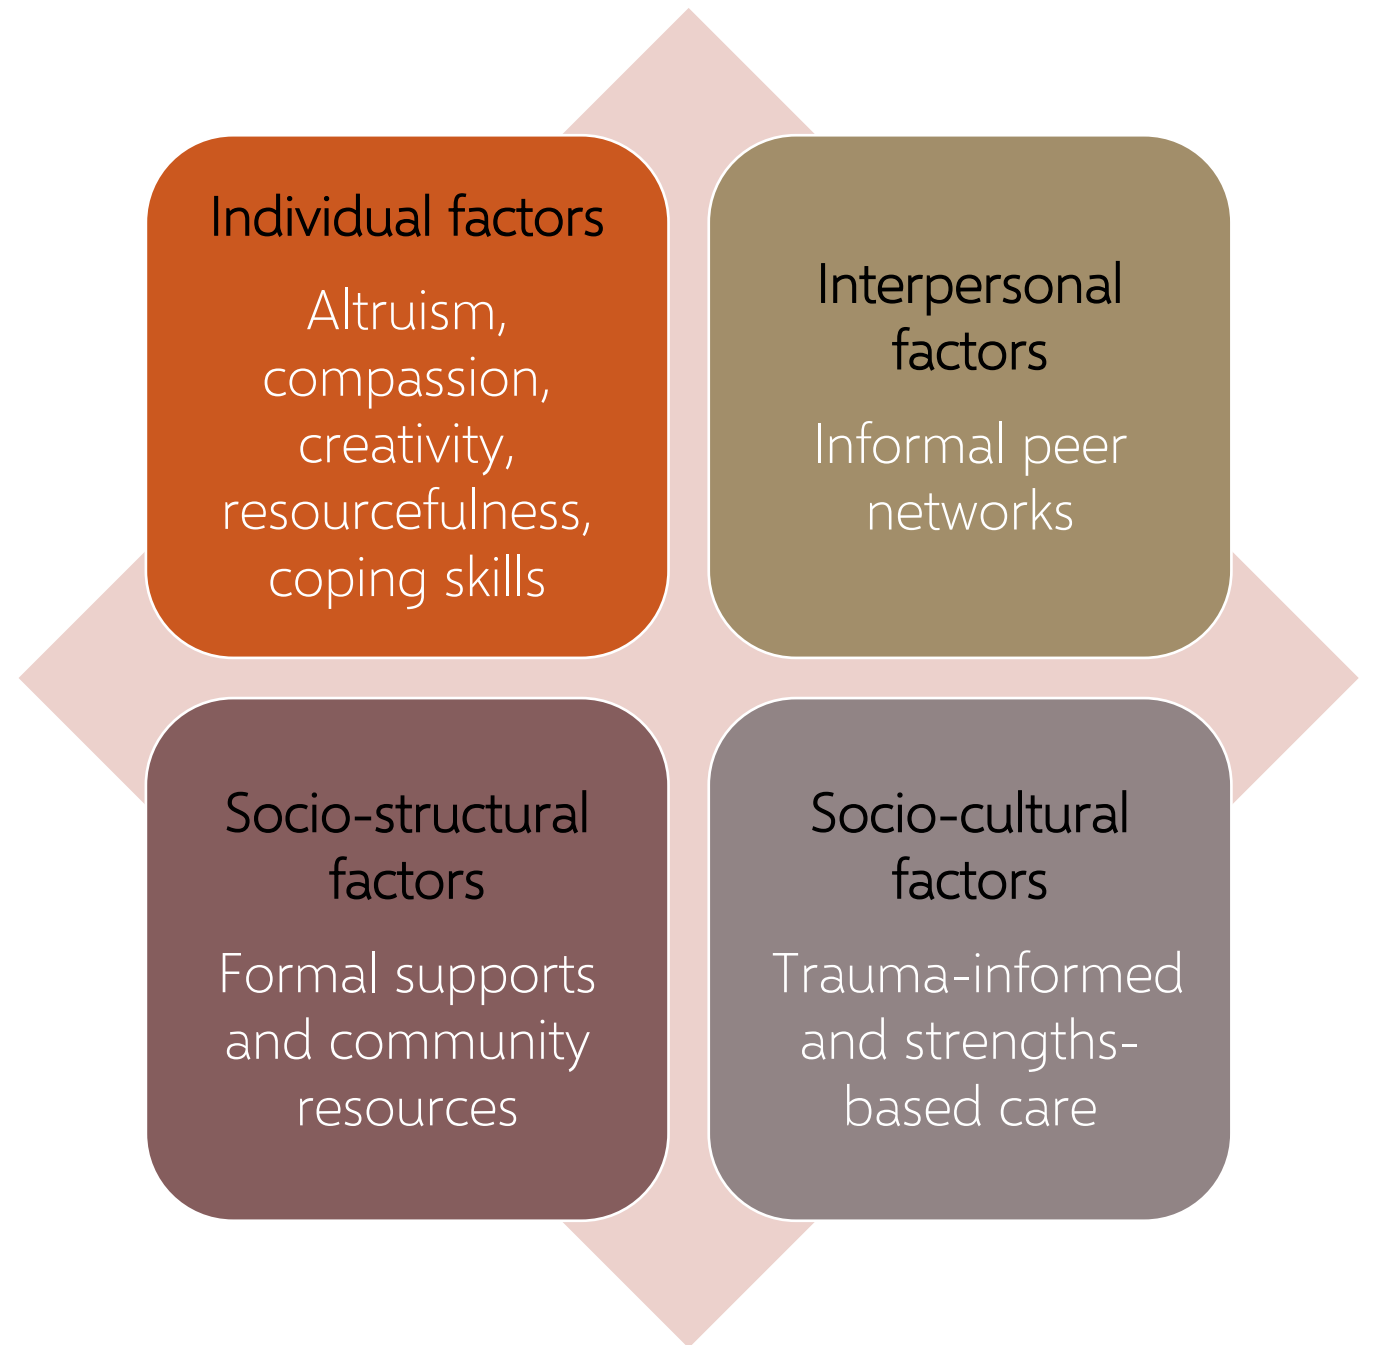 Individual factors
Altruism,
compassion,
creativity,
resourcefulness,
coping skills
Interpersonal
factors
Informal peer
networks
Socio-structural
factors
Formal supports
and community
resources
Socio-cultural
factors
Trauma-informed
and strengths-
based care